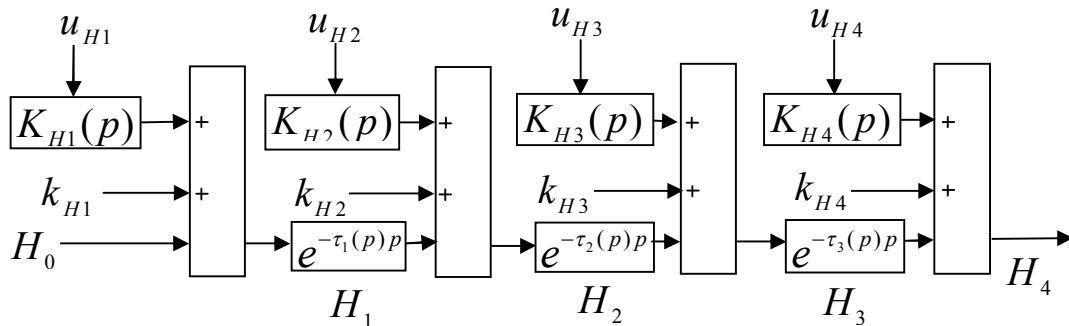 u_{H1} u_{H2} u_{H3} u_{H4}
K_{H1}(p) + K_{H2}(p) + K_{H3}(p) + K_{H4}(p) +
k_{H1} + k_{H2} + k_{H3} + k_{H4} +
H_0 e^{-τ_1(p)p} e^{-τ_2(p)p} e^{-τ_3(p)p}
H_1 H_2 H_3 H_4